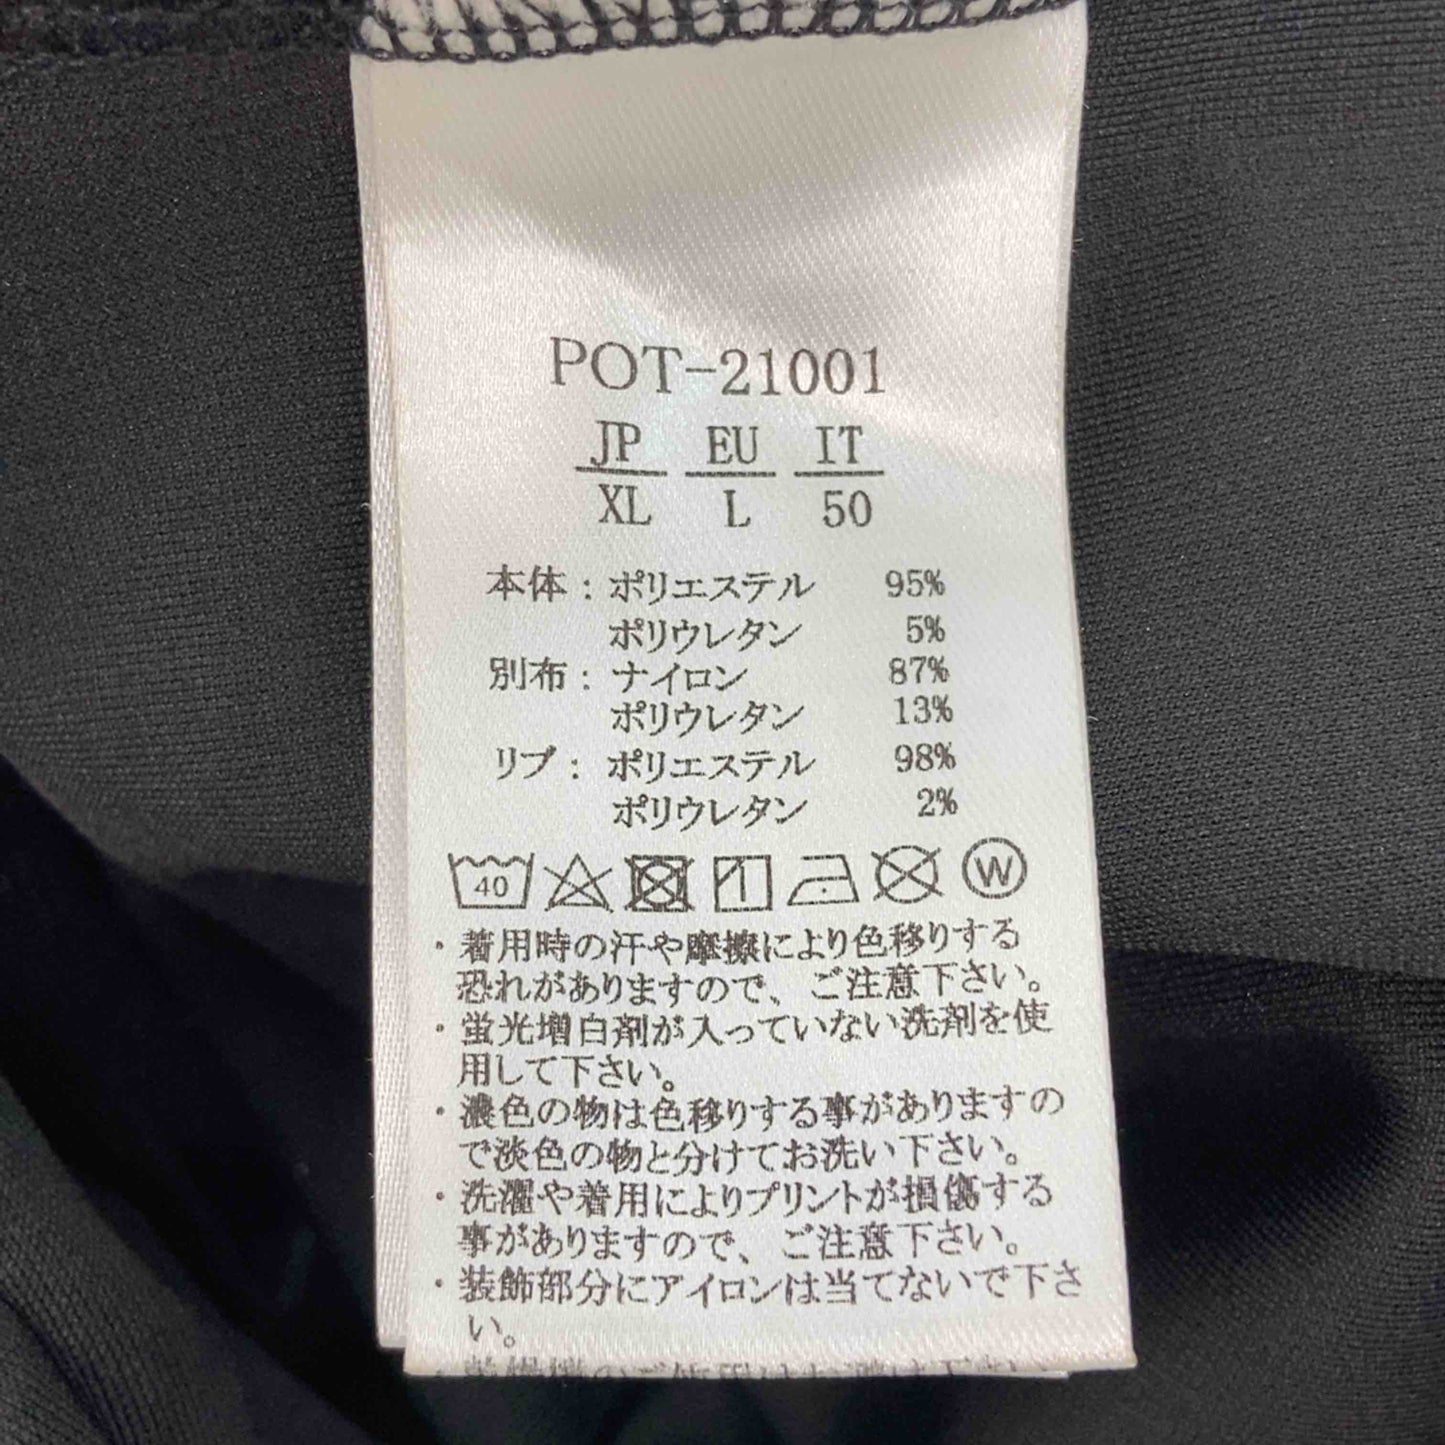 POT-21001
JP EU IT
XL L 50
本体：ポリエステル 95%
ポリウレタン 5%
別布：ナイロン 87%
ポリウレタン 13%
リブ：ポリエステル 98%
ポリウレタン 2%
40 W
・着用時の汗や摩擦により色移りする
恐れがありますので、ご注意下さい。
・蛍光増白剤が入っていない洗剤を使
用して下さい。
・濃色の物は色移りする事がありますの
で淡色の物と分けてお洗い下さい。
・洗濯や着用によりプリントが損傷する
事がありますので、ご注意下さい。
・装飾部分にアイロンは当てないで下さ
い。